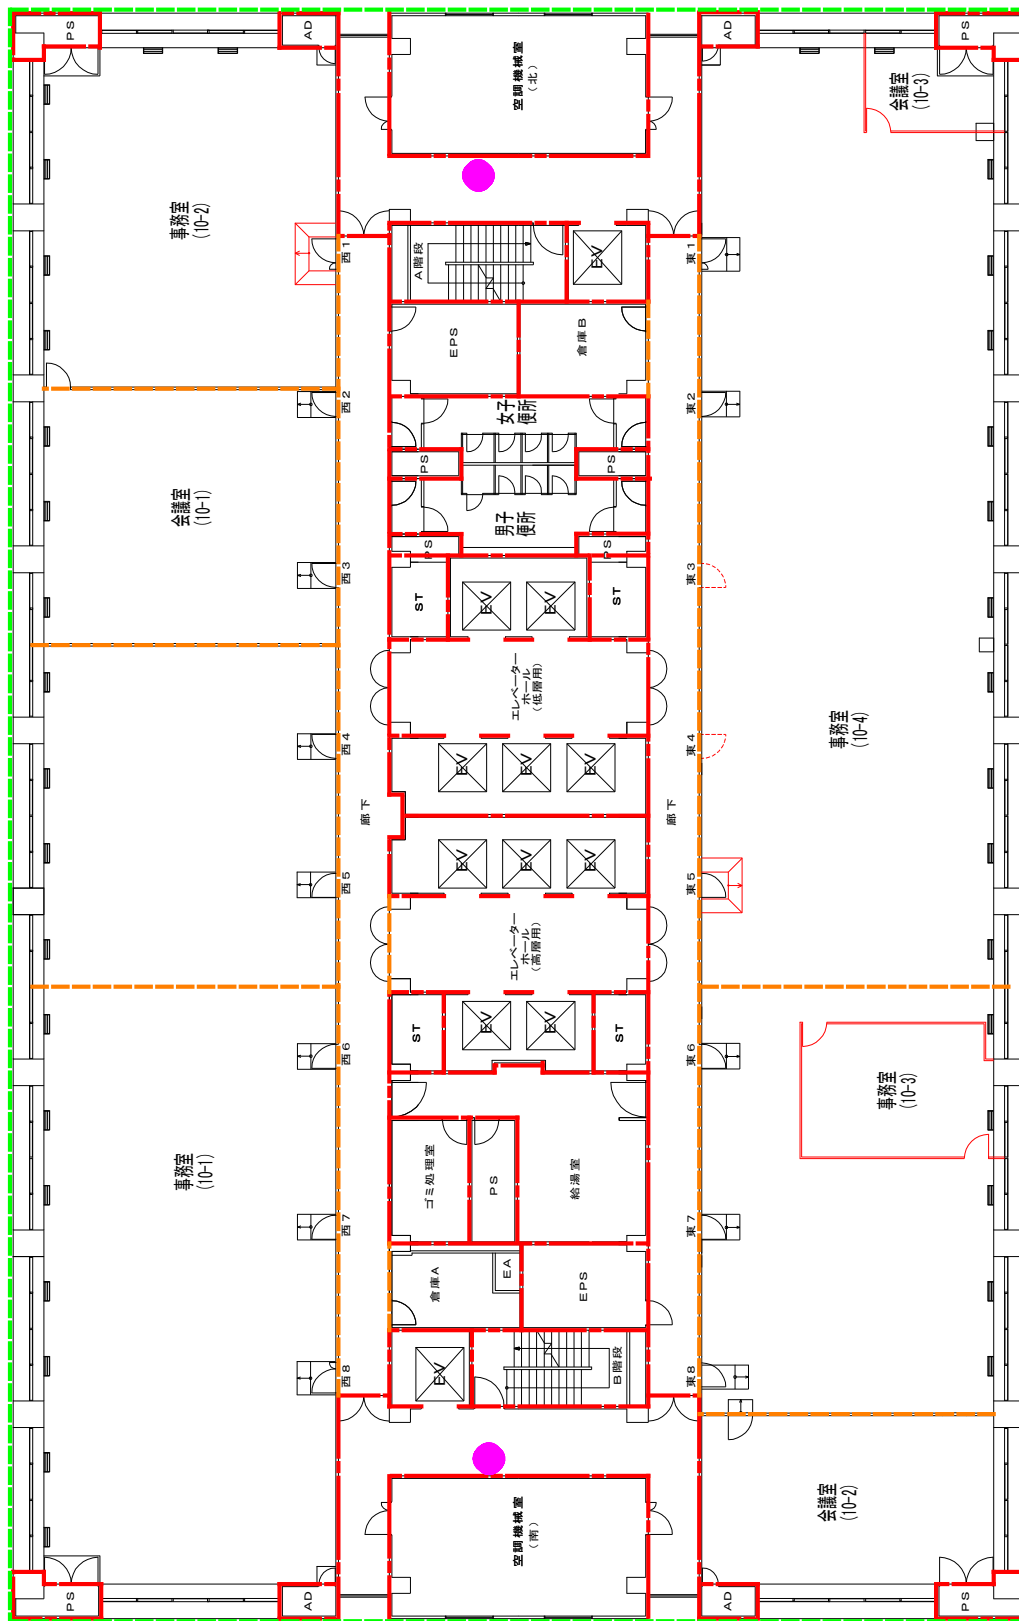 PS
AD
空調機械室
(北)
AD
PS
会議室
(10-3)
事務室
(10-2)
西1
A階段
EV
東1
EPS
倉庫B
西2
東2
女子
便所
会議室
(10-1)
PS
PS
男子
便所
PS
PS
西3
ST
EV
EV
ST
東3
エレベーター
ホール
(低層用)
事務室
(10-4)
西4
EV
EV
EV
東4
廊下
廊下
西5
EV
EV
EV
東5
エレベーター
ホール
(高層用)
西6
ST
EV
EV
ST
東6
事務室
(10-3)
事務室
(10-1)
ゴミ処理室
PS
給湯室
西7
東7
倉庫A
EA
EPS
西8
EV
B階段
東8
会議室
(10-2)
空調機械室
(南)
PS
AD
AD
PS